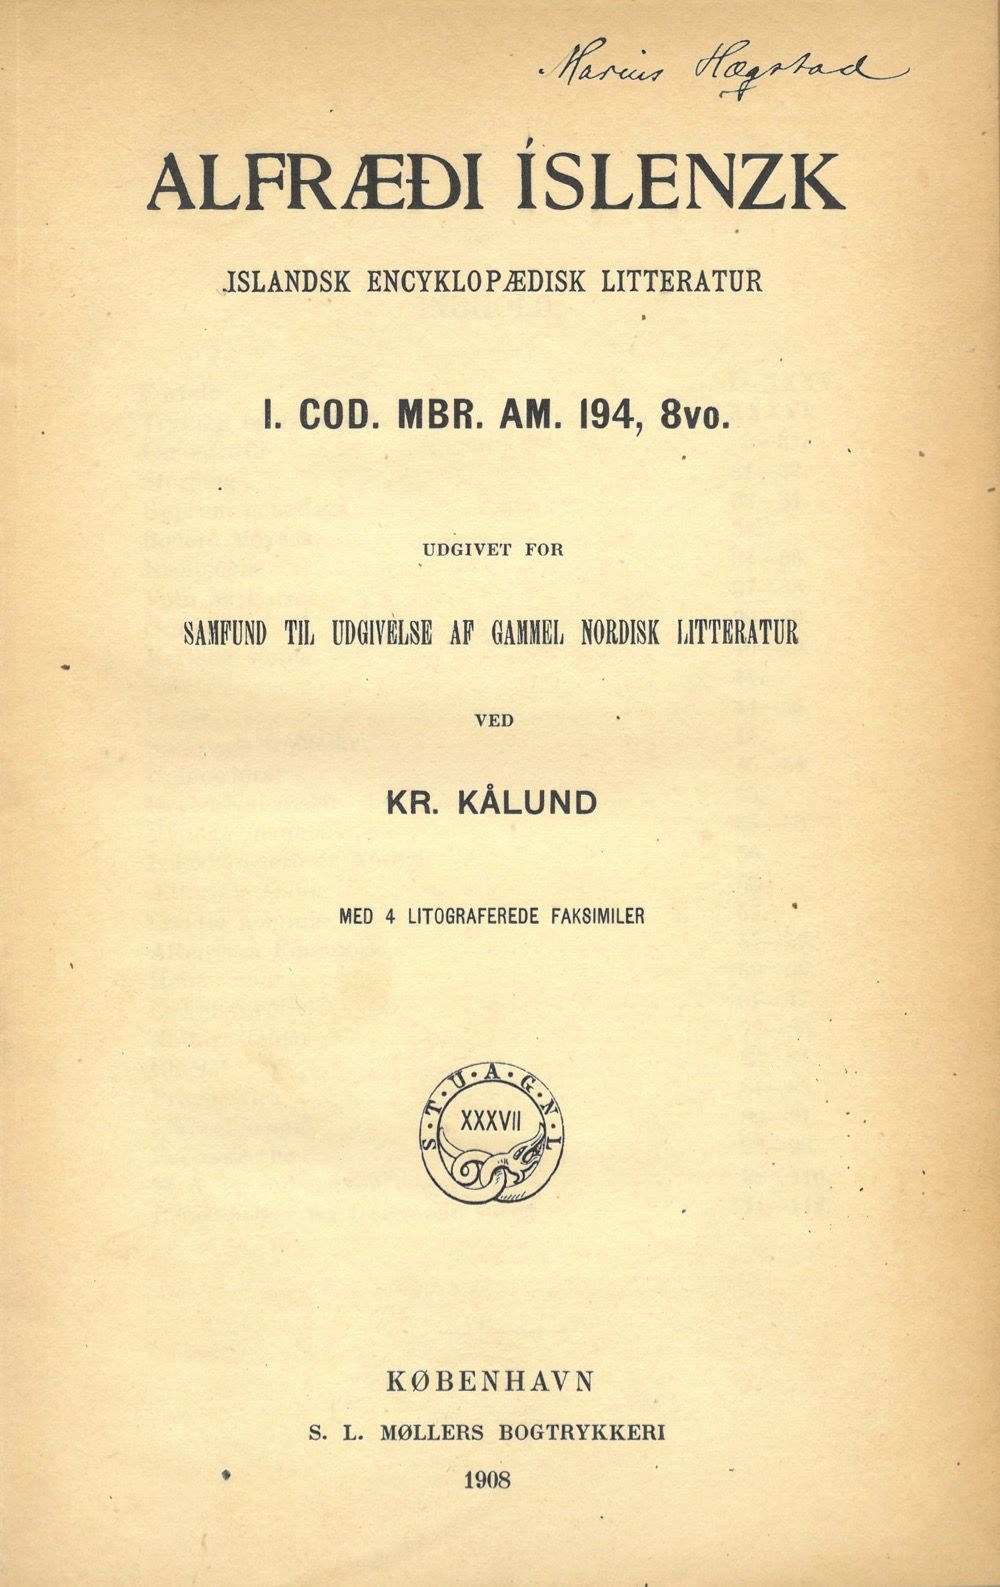 Marius Hægstad
ALFRÆÐI ÍSLENZK
ISLANDSK ENCYKLOPÆDISK LITTERATUR
I. COD. MBR. AM. 194, 8vo.
UDGIVET FOR
SAMFUND TIL UDGIVELSE AF GAMMEL NORDISK LITTERATUR
VED
KR. KÅLUND
MED 4 LITOGRAFEREDE FAKSIMILER
S·T·U·A·G·N·L
XXXVII
KØBENHAVN
S. L. MØLLERS BOGTRYKKERI
1908